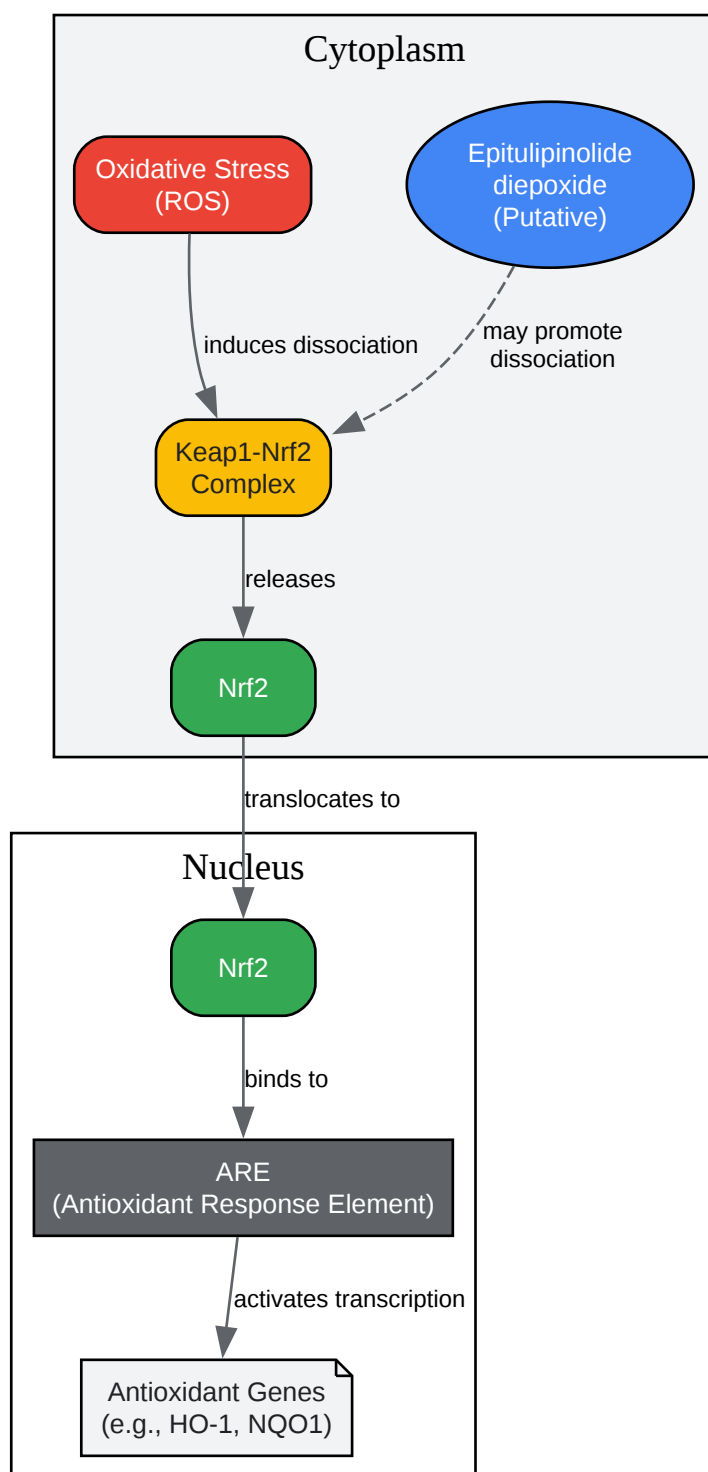 Cytoplasm
Oxidative Stress
(ROS)
Epitulipinolide
diepoxide
(Putative)
induces dissociation
may promote
dissociation
Keap1-Nrf2
Complex
releases
Nrf2
translocates to
Nucleus
Nrf2
binds to
ARE
(Antioxidant Response Element)
activates transcription
Antioxidant Genes
(e.g., HO-1, NQO1)